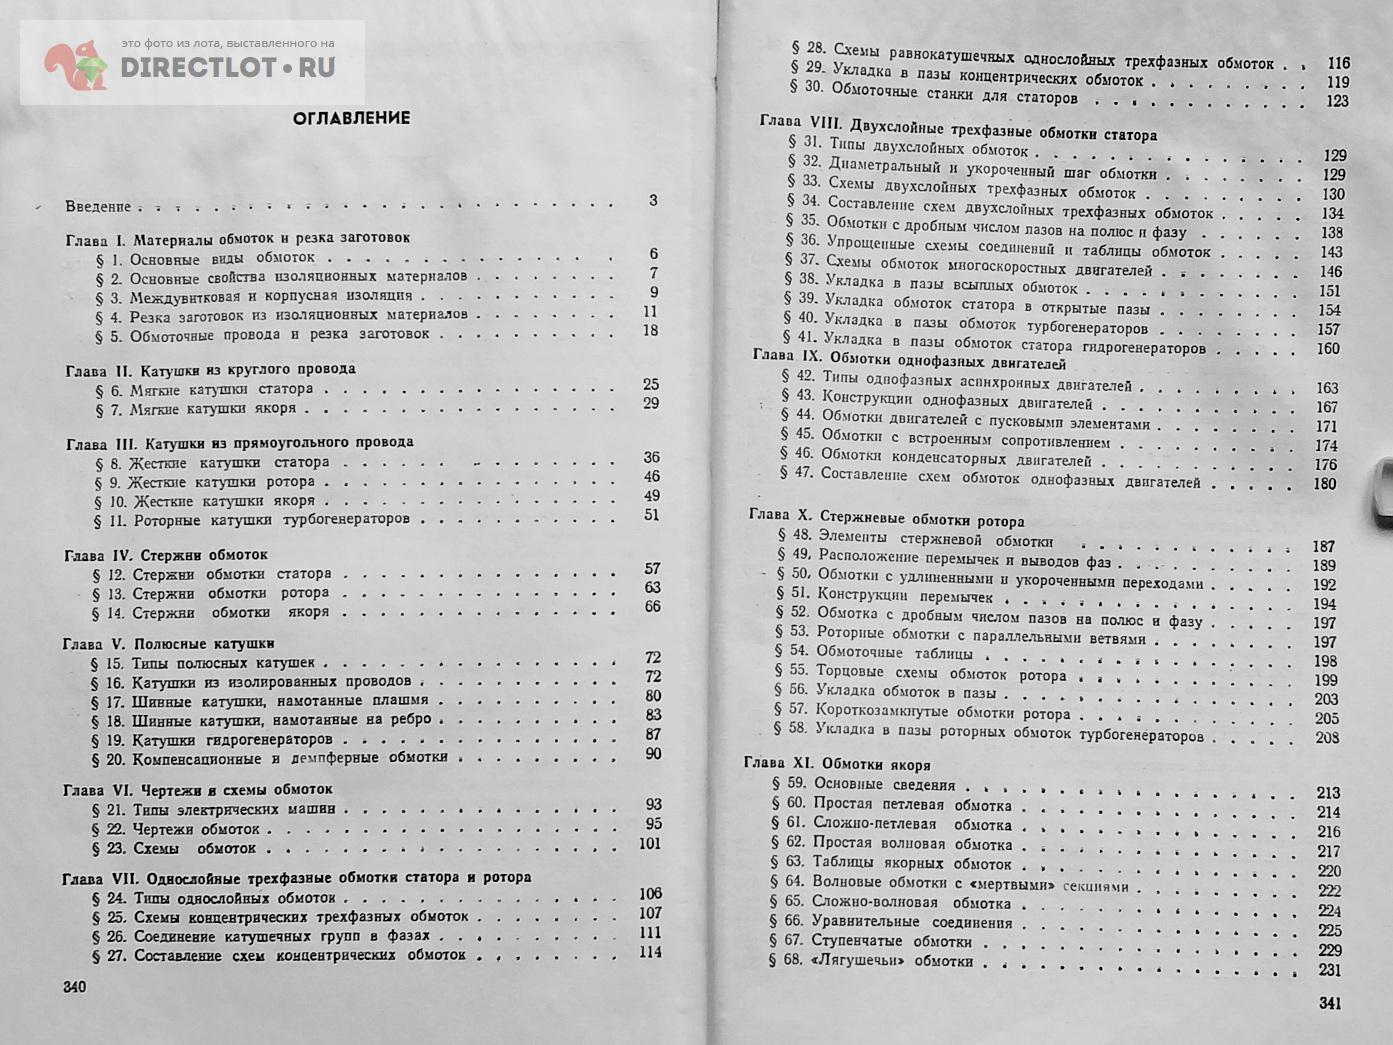 это фото из лота, выставленного на
DIRECTLOT.RU
ОГЛАВЛЕНИЕ
Введение . . . . . . . . . . . . . . . . . . . . . . 3
Глава I. Материалы обмоток и резка заготовок
§ 1. Основные виды обмоток . . . . . . . . . . . . . . . 6
§ 2. Основные свойства изоляционных материалов . . . . . . . . 7
§ 3. Междувитковая и корпусная изоляция . . . . . . . . . . . 9
§ 4. Резка заготовок из изоляционных материалов . . . . . . . . 11
§ 5. Обмоточные провода и резка заготовок . . . . . . . . . . 18
Глава II. Катушки из круглого провода
§ 6. Мягкие катушки статора . . . . . . . . . . . . . . . 25
§ 7. Мягкие катушки якоря . . . . . . . . . . . . . . . . 29
Глава III. Катушки из прямоугольного провода
§ 8. Жесткие катушки статора . . . . . . . . . . . . . . 36
§ 9. Жесткие катушки ротора . . . . . . . . . . . . . . . 46
§ 10. Жесткие катушки якоря . . . . . . . . . . . . . . . 49
§ 11. Роторные катушки турбогенераторов . . . . . . . . . . . 51
Глава IV. Стержни обмоток
§ 12. Стержни обмотки статора . . . . . . . . . . . . . . 57
§ 13. Стержни обмотки ротора . . . . . . . . . . . . . . 63
§ 14. Стержни обмотки якоря . . . . . . . . . . . . . . 66
Глава V. Полюсные катушки
§ 15. Типы полюсных катушек . . . . . . . . . . . . . . . 72
§ 16. Катушки из изолированных проводов . . . . . . . . . . . 72
§ 17. Шинные катушки, намотанные плашмя . . . . . . . . . . 80
§ 18. Шинные катушки, намотанные на ребро . . . . . . . . . . 83
§ 19. Катушки гидрогенераторов . . . . . . . . . . . . . . 87
§ 20. Компенсационные и демпферные обмотки . . . . . . . . . 90
Глава VI. Чертежи и схемы обмоток
§ 21. Типы электрических машин . . . . . . . . . . . . . . 93
§ 22. Чертежи обмоток . . . . . . . . . . . . . . . . . . 95
§ 23. Схемы обмоток . . . . . . . . . . . . . . . . . . 101
Глава VII. Однослойные трехфазные обмотки статора и ротора
§ 24. Типы однослойных обмоток . . . . . . . . . . . . . . 106
§ 25. Схемы концентрических трехфазных обмоток . . . . . . . . 107
§ 26. Соединение катушечных групп в фазах . . . . . . . . . . 111
§ 27. Составление схем концентрических обмоток . . . . . . . . 114
340
§ 28. Схемы равнокатушечных однослойных трехфазных обмоток . . 116
§ 29. Укладка в пазы концентрических обмоток . . . . . . . . 119
§ 30. Обмоточные станки для статоров . . . . . . . . . . . . 123
Глава VIII. Двухслойные трехфазные обмотки статора
§ 31. Типы двухслойных обмоток . . . . . . . . . . . . . . 129
§ 32. Диаметральный и укороченный шаг обмотки . . . . . . . . 129
§ 33. Схемы двухслойных трехфазных обмоток . . . . . . . . . 130
§ 34. Составление схем двухслойных трехфазных обмоток . . . . . 134
§ 35. Обмотки с дробным числом пазов на полюс и фазу . . . . . . 138
§ 36. Упрощенные схемы соединений и таблицы обмоток . . . . . 143
§ 37. Схемы обмоток многоскоростных двигателей . . . . . . . . 146
§ 38. Укладка в пазы всыпных обмоток . . . . . . . . . . . . 151
§ 39. Укладка обмоток статора в открытые пазы . . . . . . . . 154
§ 40. Укладка в пазы обмоток турбогенераторов . . . . . . . . 157
§ 41. Укладка в пазы обмоток статора гидрогенераторов . . . . . 160
Глава IX. Обмотки однофазных двигателей
§ 42. Типы однофазных асинхронных двигателей . . . . . . . . . 163
§ 43. Конструкции однофазных двигателей . . . . . . . . . . . 167
§ 44. Обмотки двигателей с пусковыми элементами . . . . . . . . 171
§ 45. Обмотки с встроенным сопротивлением . . . . . . . . . . 174
§ 46. Обмотки конденсаторных двигателей . . . . . . . . . . . 176
§ 47. Составление схем обмоток однофазных двигателей . . . . . 180
Глава X. Стержневые обмотки ротора
§ 48. Элементы стержневой обмотки . . . . . . . . . . . . 187
§ 49. Расположение перемычек и выводов фаз . . . . . . . . . . 189
§ 50. Обмотки с удлиненными и укороченными переходами . . . . . 192
§ 51. Конструкции перемычек . . . . . . . . . . . . . . . 194
§ 52. Обмотка с дробным числом пазов на полюс и фазу . . . . . 197
§ 53. Роторные обмотки с параллельными ветвями . . . . . . . . 197
§ 54. Обмоточные таблицы . . . . . . . . . . . . . . . . 198
§ 55. Торцовые схемы обмоток ротора . . . . . . . . . . . . 199
§ 56. Укладка обмоток в пазы . . . . . . . . . . . . . . . 203
§ 57. Короткозамкнутые обмотки ротора . . . . . . . . . . . . 205
§ 58. Укладка в пазы роторных обмоток турбогенераторов . . . . . 208
Глава XI. Обмотки якоря
§ 59. Основные сведения . . . . . . . . . . . . . . . . . 213
§ 60. Простая петлевая обмотка . . . . . . . . . . . . . . 214
§ 61. Сложно-петлевая обмотка . . . . . . . . . . . . . . 216
§ 62. Простая волновая обмотка . . . . . . . . . . . . . . 217
§ 63. Таблицы якорных обмоток . . . . . . . . . . . . . . 220
§ 64. Волновые обмотки с «мертвыми» секциями . . . . . . . . . 222
§ 65. Сложно-волновая обмотка . . . . . . . . . . . . . . 224
§ 66. Уравнительные соединения . . . . . . . . . . . . . . 225
§ 67. Ступенчатые обмотки . . . . . . . . . . . . . . . . 229
§ 68. «Лягушечьи» обмотки . . . . . . . . . . . . . . . . 231
341